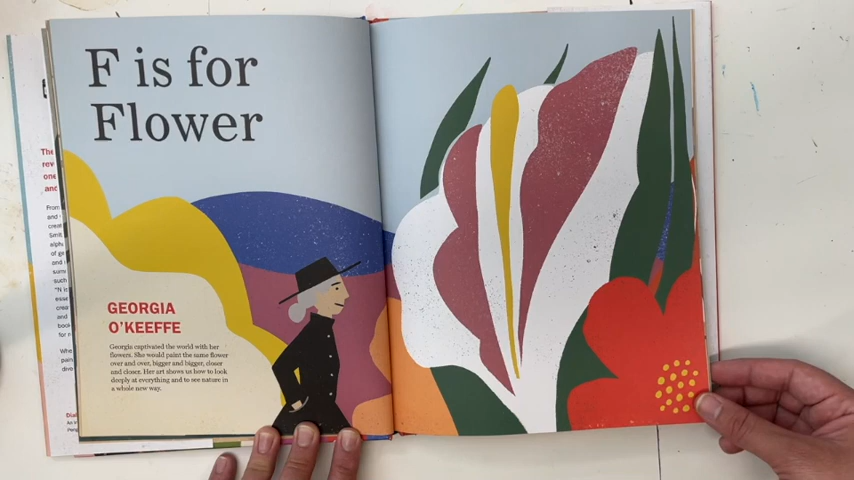 F is for
Flower
GEORGIA
O'KEEFFE
Georgia captivated the world with her
flowers. She would paint the same flower
over and over, bigger and bigger, closer
and closer. Her art shows us how to look
deeply at everything and to see nature in
a whole new way.